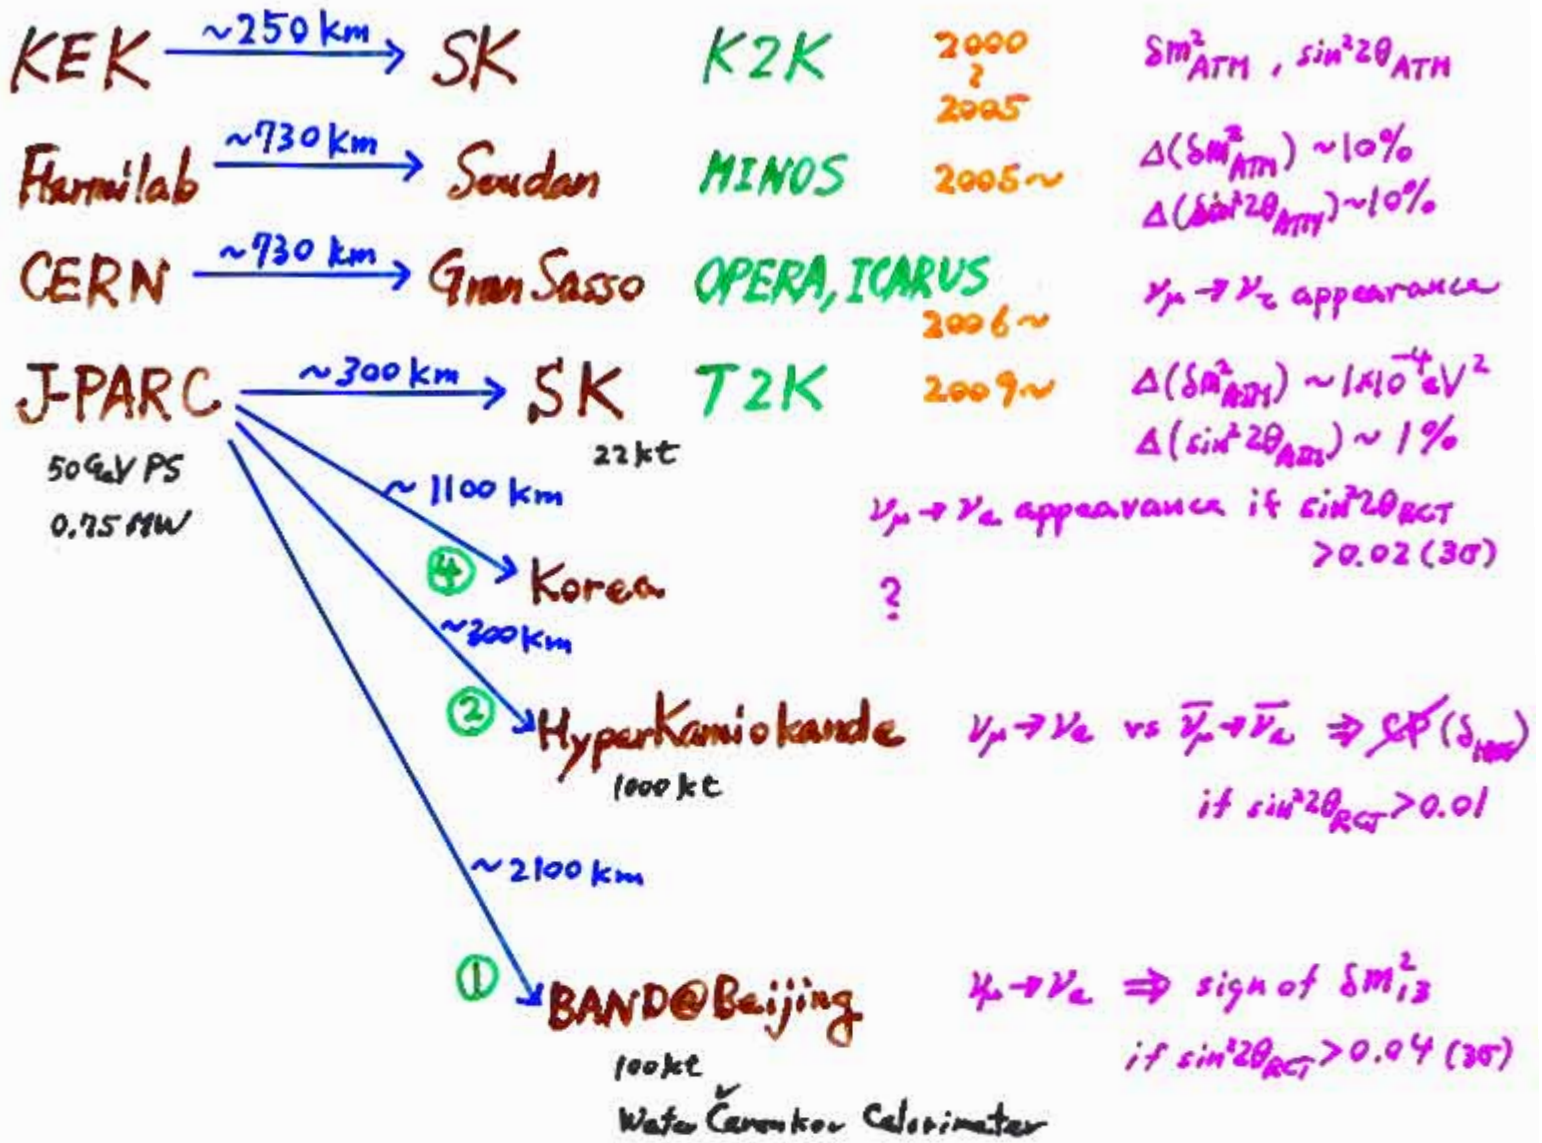 KEK ~250 km SK K2K 2000 ~ 2005 δm²ATM , sin²2θATM
Fermilab ~730 km Soudan MINOS 2005~ Δ(δm²ATM) ~10%
Δ(sin²2θATM) ~10%
CERN ~730 km Gran Sasso OPERA, ICARUS 2006~ νμ → ντ appearance
J-PARC ~300 km SK T2K 2009~ Δ(δm²ATM) ~ 1×10⁻⁴ eV²
50 GeV PS 22kt Δ(sin²2θATM) ~ 1%
0.75 MW ~1100 km νμ → νe appearance if sin²2θRCT
>0.02 (3σ)
④ Korea ?
~300 km
② HyperKamiokande νμ → νe vs ν̄μ → ν̄e ⇒ C̸P̸ (δMNS)
1000 kt if sin²2θRCT >0.01
~2100 km
① BAND@Beijing νμ → νe ⇒ sign of δm²13
100kt if sin²2θRCT >0.04 (3σ)
Water Čerenkov Calorimeter